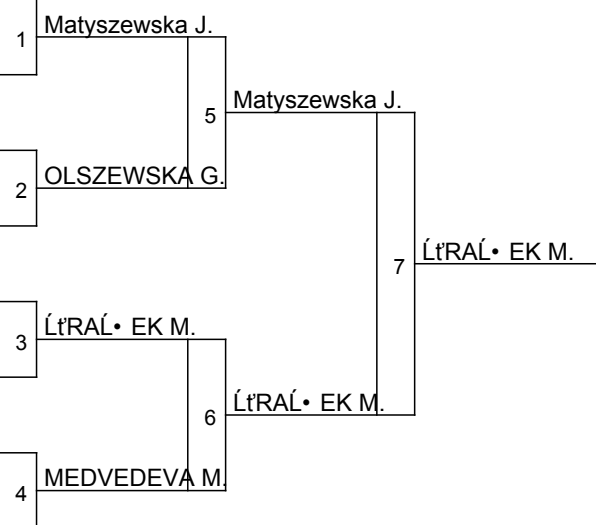 Matyszewska J.
1
Matyszewska J.
5
OLSZEWSKA G.
2
ĹťRAĹ• EK M.
7
ĹťRAĹ• EK M.
3
ĹťRAĹ• EK M.
6
MEDVEDEVA M.
4